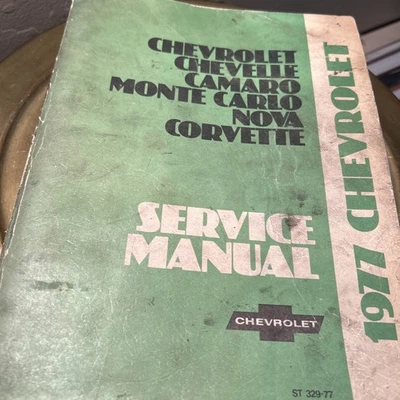 CHEVROLET
CHEVELLE
CAMARO
MONTE CARLO
NOVA
CORVETTE
SERVICE
MANUAL
CHEVROLET
ST 329-77
1977 CHEVROLET